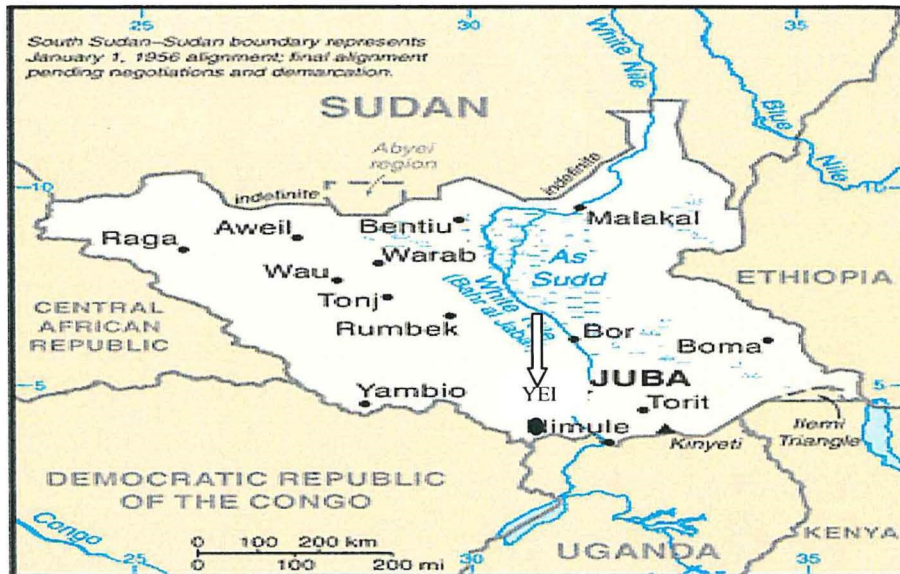 25
30
35
South Sudan–Sudan boundary represents
January 1, 1956 alignment; final alignment
pending negotiations and demarcation.
White Nile
Blue
Nile
SUDAN
Abyei
region
10
indefinite
indefinite
10
Raga
Aweil
Bentiu
Malakal
Warab
Wau
As
Sudd
Tonj
White Nile
(Bahr al Jabal)
ETHIOPIA
CENTRAL
AFRICAN
REPUBLIC
Rumbek
Bor
Boma
5
JUBA
5
Yambio
YEI
Torit
Nimule
Kinyeti
Ilemi
Triangle
DEMOCRATIC REPUBLIC
OF THE CONGO
Congo
0 100 200 km
0 100 200 mi
UGANDA
KENYA
25
30
35